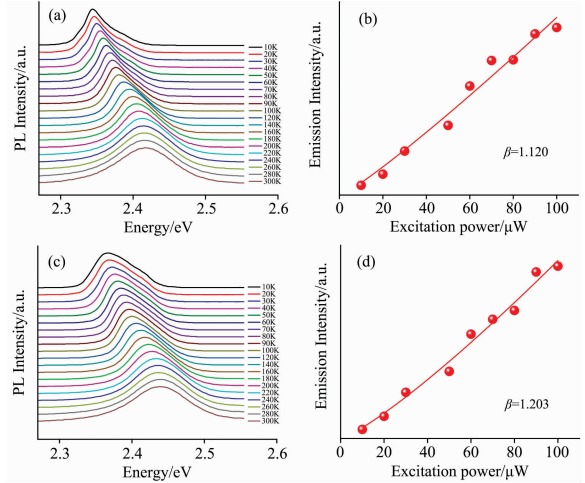 (a)
PL Intensity/a.u.
10K
20K
30K
40K
50K
60K
70K
80K
90K
100K
120K
140K
160K
180K
200K
220K
240K
260K
280K
300K
2.3
2.4
2.5
2.6
Energy/eV
(b)
Emission Intensity/a.u.
β=1.120
0
20
40
60
80
100
Excitation power/μW
(c)
PL Intensity/a.u.
10K
20K
30K
40K
50K
60K
70K
80K
90K
100K
120K
140K
160K
180K
200K
220K
240K
260K
280K
300K
2.3
2.4
2.5
2.6
Energy/eV
(d)
Emission Intensity/a.u.
β=1.203
0
20
40
60
80
100
Excitation power/μW